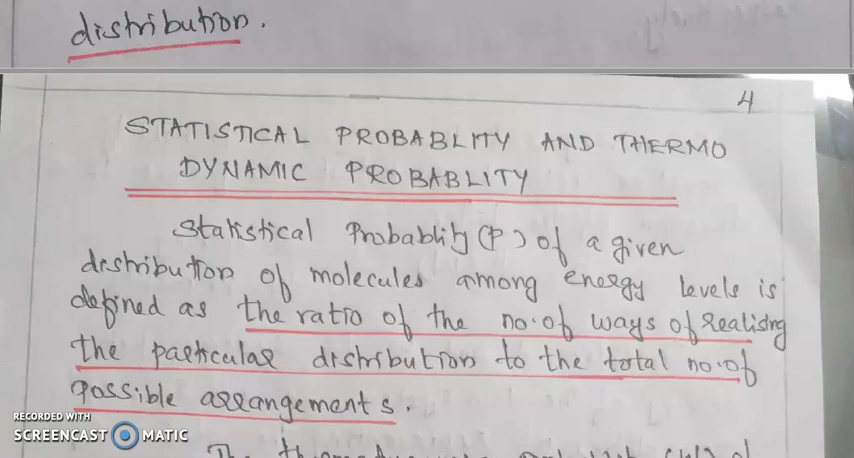 distribution.
4
STATISTICAL PROBABLITY AND THERMO
DYNAMIC PROBABLITY
Statistical Probablity (P) of a given
distribution of molecules among energy levels is
defined as the ratio of the no. of ways of realising
the particular distribution to the total no. of
possible arrangements.
RECORDED WITH
SCREENCAST MATIC